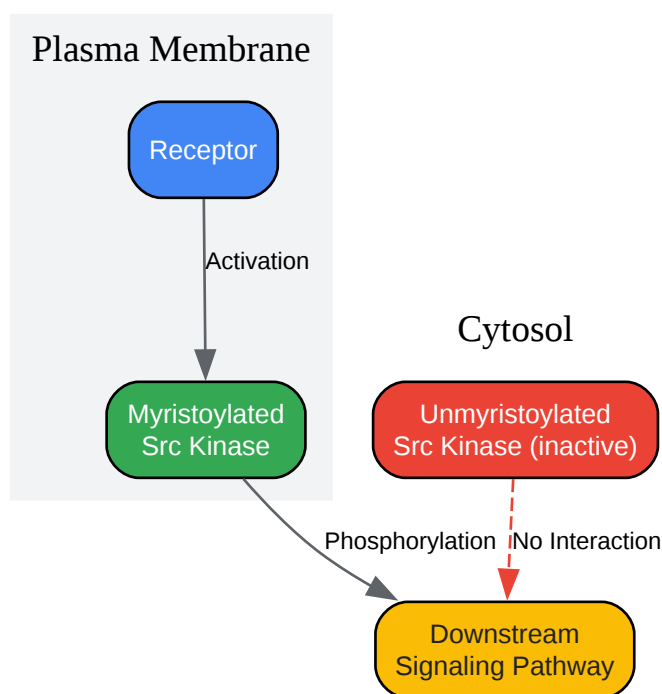 Plasma Membrane
Receptor
Activation
Cytosol
Myristoylated
Src Kinase
Unmyristoylated
Src Kinase (inactive)
Phosphorylation
No Interaction
Downstream
Signaling Pathway